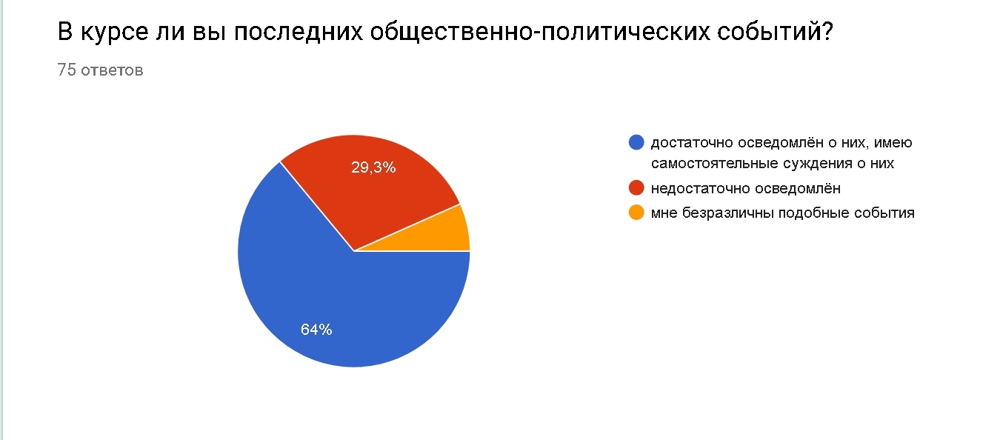 В курсе ли вы последних общественно-политических событий?
75 ответов
29,3%
64%
достаточно осведомлён о них, имею
самостоятельные суждения о них
недостаточно осведомлён
мне безразличны подобные события